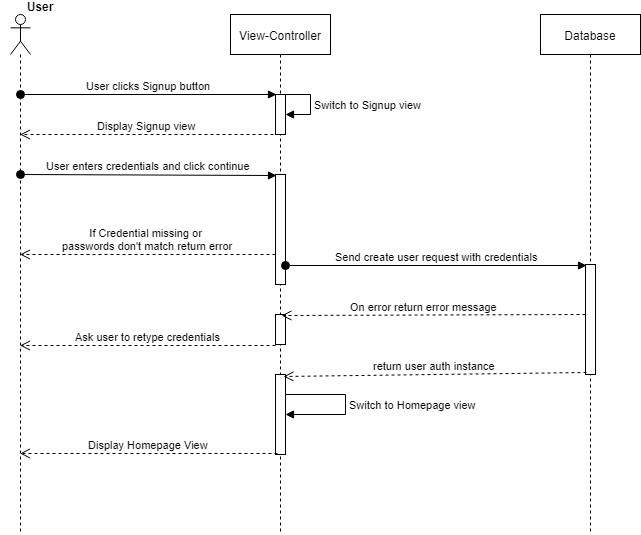 User
View-Controller
Database
User clicks Signup button
Switch to Signup view
Display Signup view
User enters credentials and click continue
If Credential missing or
passwords don't match return error
Send create user request with credentials
On error return error message
Ask user to retype credentials
return user auth instance
Switch to Homepage view
Display Homepage View